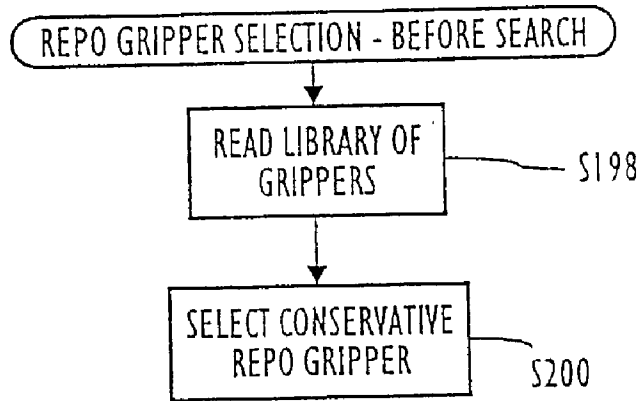 REPO GRIPPER SELECTION - BEFORE SEARCH
READ LIBRARY OF
GRIPPERS
S198
SELECT CONSERVATIVE
REPO GRIPPER
S200